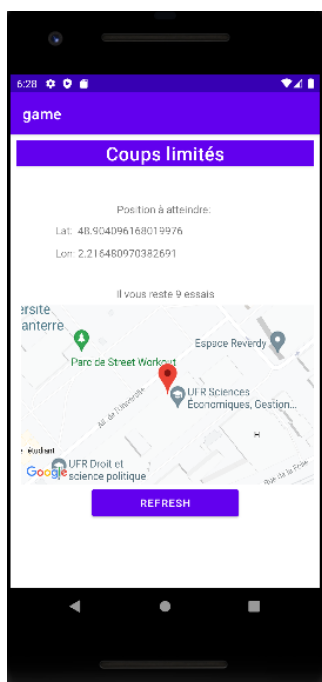 6:28
game
Coups limités
Position à atteindre:
Lat: 48.904096168019976
Lon: 2.216480970382691
Il vous reste 9 essais
ersite
anterre
Espace Reverdy
Parc de Street Workout
All. de l'Université
UFR Sciences
Économiques, Gestion...
e étudiant
UFR Droit et
science politique
Google
REFRESH